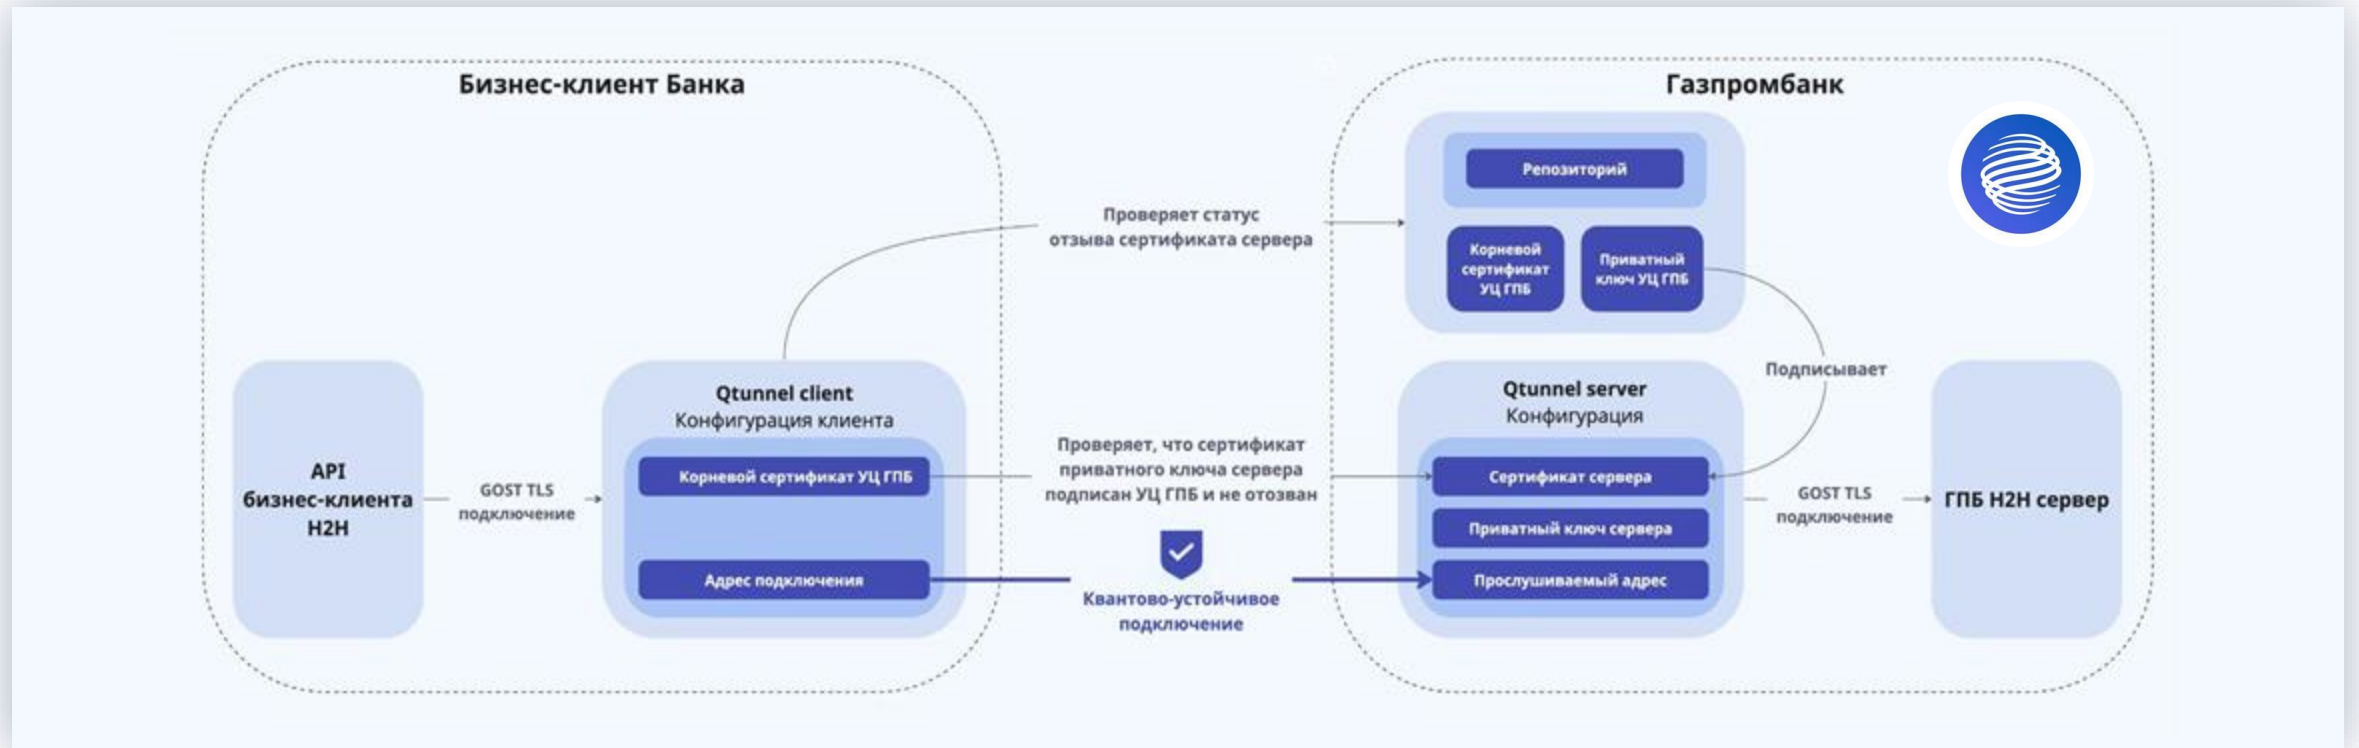 Бизнес-клиент Банка
Газпромбанк
Репозиторий
Проверяет статус
отзыва сертификата сервера
Корневой
сертификат
УЦ ГПБ
Приватный
ключ УЦ ГПБ
Подписывает
Qtunnel client
Конфигурация клиента
Qtunnel server
Конфигурация
API
бизнес-клиента
H2H
GOST TLS
подключение
Корневой сертификат УЦ ГПБ
Адрес подключения
Проверяет, что сертификат
приватного ключа сервера
подписан УЦ ГПБ и не отозван
Квантово-устойчивое
подключение
Сертификат сервера
Приватный ключ сервера
Прослушиваемый адрес
GOST TLS
подключение
ГПБ H2H сервер